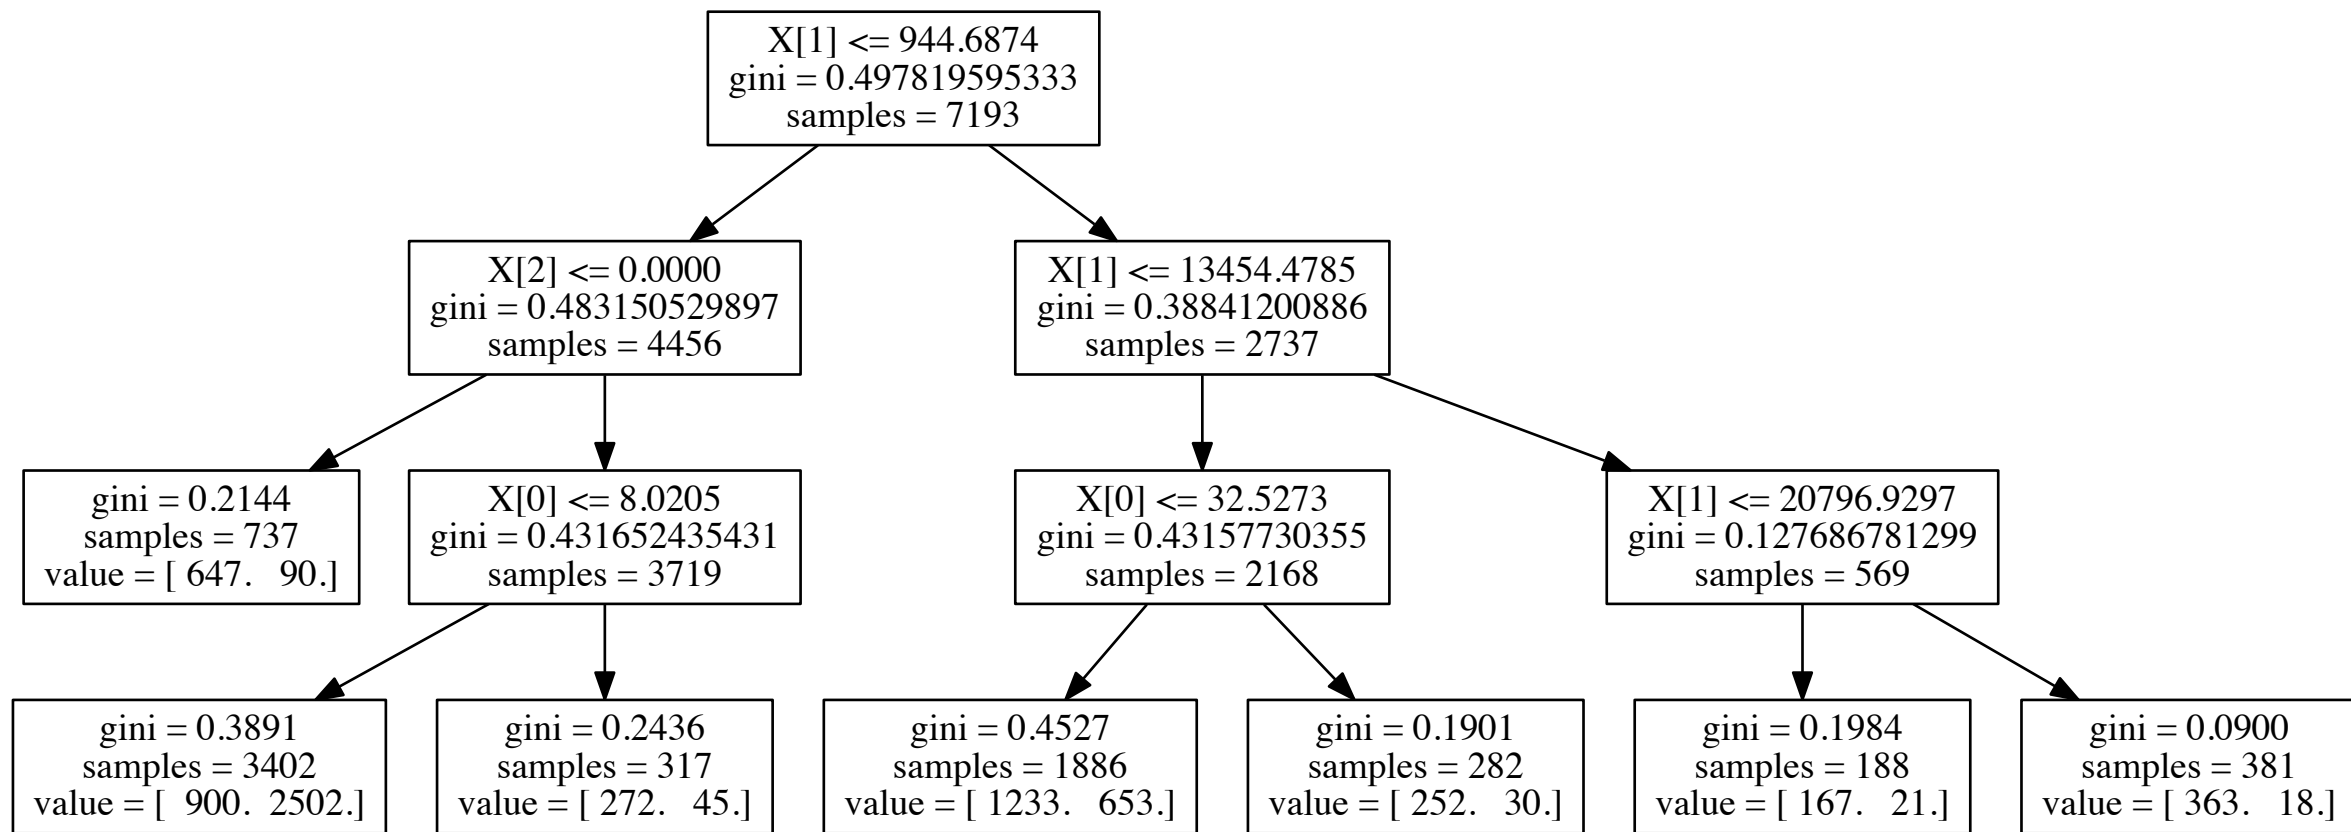 X[1] <= 944.6874
gini = 0.497819595333
samples = 7193
X[2] <= 0.0000
gini = 0.483150529897
samples = 4456
X[1] <= 13454.4785
gini = 0.38841200886
samples = 2737
gini = 0.2144
samples = 737
value = [ 647.   90.]
X[0] <= 8.0205
gini = 0.431652435431
samples = 3719
X[0] <= 32.5273
gini = 0.43157730355
samples = 2168
X[1] <= 20796.9297
gini = 0.127686781299
samples = 569
gini = 0.3891
samples = 3402
value = [  900.  2502.]
gini = 0.2436
samples = 317
value = [ 272.   45.]
gini = 0.4527
samples = 1886
value = [ 1233.   653.]
gini = 0.1901
samples = 282
value = [ 252.   30.]
gini = 0.1984
samples = 188
value = [ 167.   21.]
gini = 0.0900
samples = 381
value = [ 363.   18.]